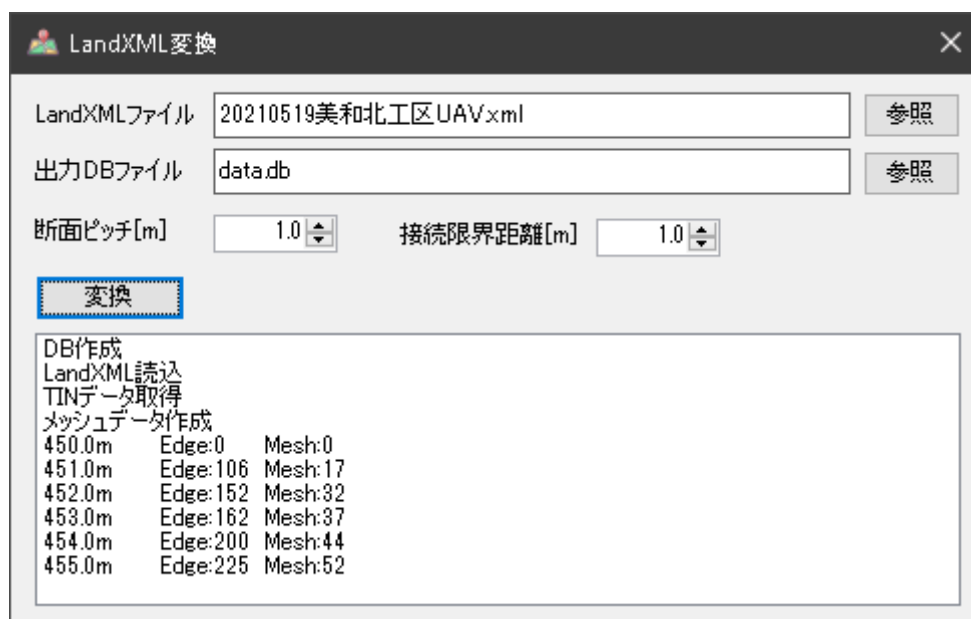 LandXML変換
LandXMLファイル 20210519美和北工区UAV.xml 参照
出力DBファイル data.db 参照
断面ピッチ[m] 1.0 接続限界距離[m] 1.0
変換
DB作成
LandXML読込
TINデータ取得
メッシュデータ作成
450.0m Edge:0 Mesh:0
451.0m Edge:106 Mesh:17
452.0m Edge:152 Mesh:32
453.0m Edge:162 Mesh:37
454.0m Edge:200 Mesh:44
455.0m Edge:225 Mesh:52